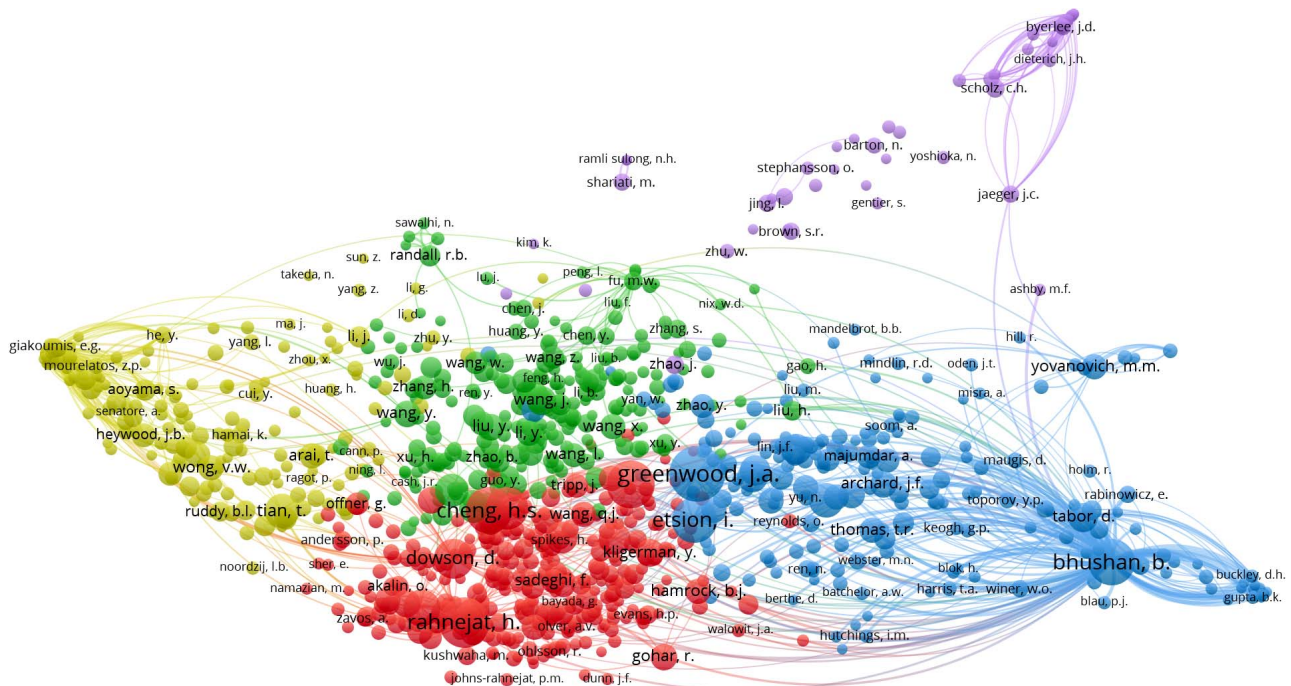 byerlee, j.d.
dieterich, j.h.
scholz, c.h.
barton, n.
ramli sulong, n.h.
stephansson, o.
yoshioka, n.
shariati, m.
jaeger, j.c.
jing, l.
gentier, s.
sawalhi, n.
brown, s.r.
kim, k.
randall, r.b.
zhu, w.
sun, z.
takeda, n.
lu, j.
peng, l.
fu, m.w.
yang, z.
li, g.
ashby, m.f.
liu, f.
nix, w.d.
chen, j.
li, d.
ma, j.
he, y.
huang, y.
chen, y.
zhang, s.
mandelbrot, b.b.
hill, r.
giakoumis, e.g.
yang, l.
li, j.
zhu, y.
zhou, x.
wu, j.
wang, w.
wang, z.
liu, b.
zhao, j.
gao, h.
mindlin, r.d.
oden, j.t.
yovanovich, m.m.
mourelatos, z.p.
aoyama, s.
cui, y.
huang, h.
zhang, h.
ren, y.
feng, h.
li, b.
liu, m.
misra, a.
senatore, a.
wang, y.
wang, j.
yan, w.
zhao, y.
liu, h.
heywood, j.b.
hamai, k.
liu, y.
li, y.
wang, x.
soom, a.
xu, y.
lin, j.f.
majumdar, a.
maugis, d.
holm, r.
wong, v.w.
arai, t.
cann, p.
xu, h.
zhao, b.
wang, l.
ragot, p.
ning, l.
cash, j.r.
guo, y.
tripp, j.
greenwood, j.a.
archard, j.f.
rabinowicz, e.
yu, n.
toporov, y.p.
offner, g.
ruddy, b.l.
tian, t.
cheng, h.s.
wang, q.j.
etsion, i.
reynolds, o.
thomas, t.r.
keogh, g.p.
tabor, d.
andersson, p.
spikes, h.
kligerman, y.
dowson, d.
sher, e.
noordzij, l.b.
webster, m.n.
blok, h.
bhushan, b.
ren, n.
sadeghi, f.
buckley, d.h.
namazian, m.
akalin, o.
hamrock, b.j.
berthe, d.
batchelor, a.w.
harris, t.a.
winer, w.o.
gupta, b.k.
blau, p.j.
bayada, g.
zavos, a.
rahnejat, h.
evans, h.p.
olver, a.v.
walowit, j.a.
hutchings, i.m.
kushwaha, m.
ohlsson, r.
gohar, r.
johns-rahnejat, p.m.
dunn, j.f.